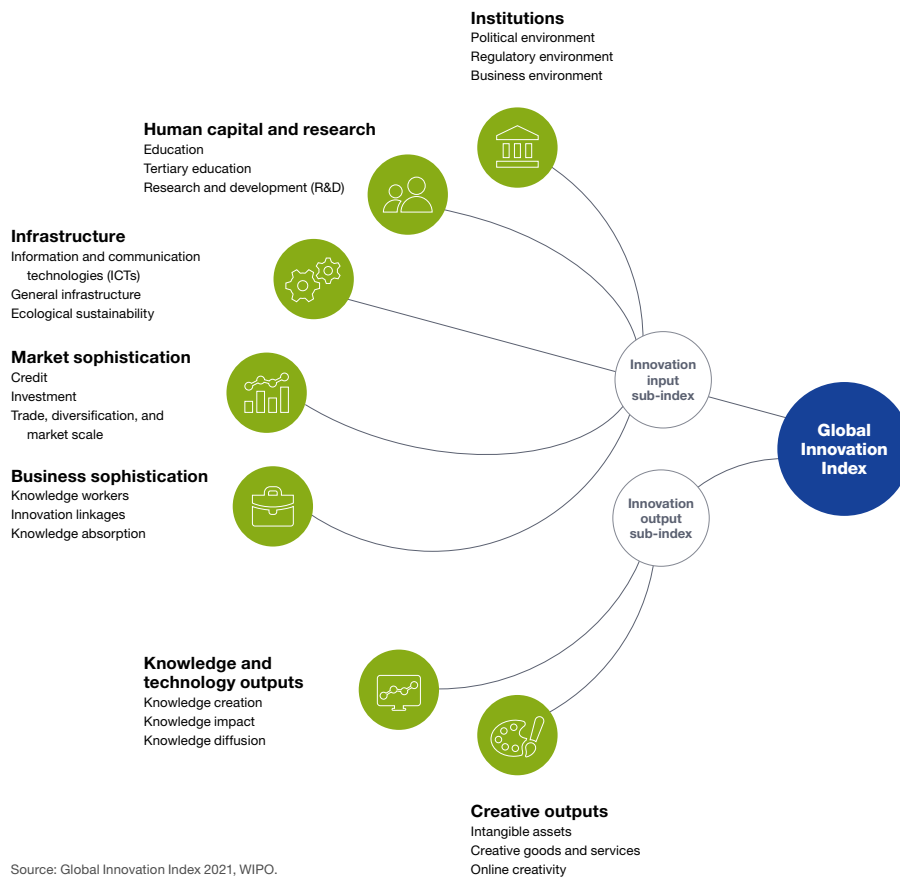 Institutions
Political environment
Regulatory environment
Business environment
Human capital and research
Education
Tertiary education
Research and development (R&D)
Infrastructure
Information and communication
technologies (ICTs)
General infrastructure
Ecological sustainability
Market sophistication
Credit
Investment
Trade, diversification, and
market scale
Business sophistication
Knowledge workers
Innovation linkages
Knowledge absorption
Innovation
input
sub-index
Global
Innovation
Index
Innovation
output
sub-index
Knowledge and
technology outputs
Knowledge creation
Knowledge impact
Knowledge diffusion
Creative outputs
Intangible assets
Creative goods and services
Online creativity
Source: Global Innovation Index 2021, WIPO.